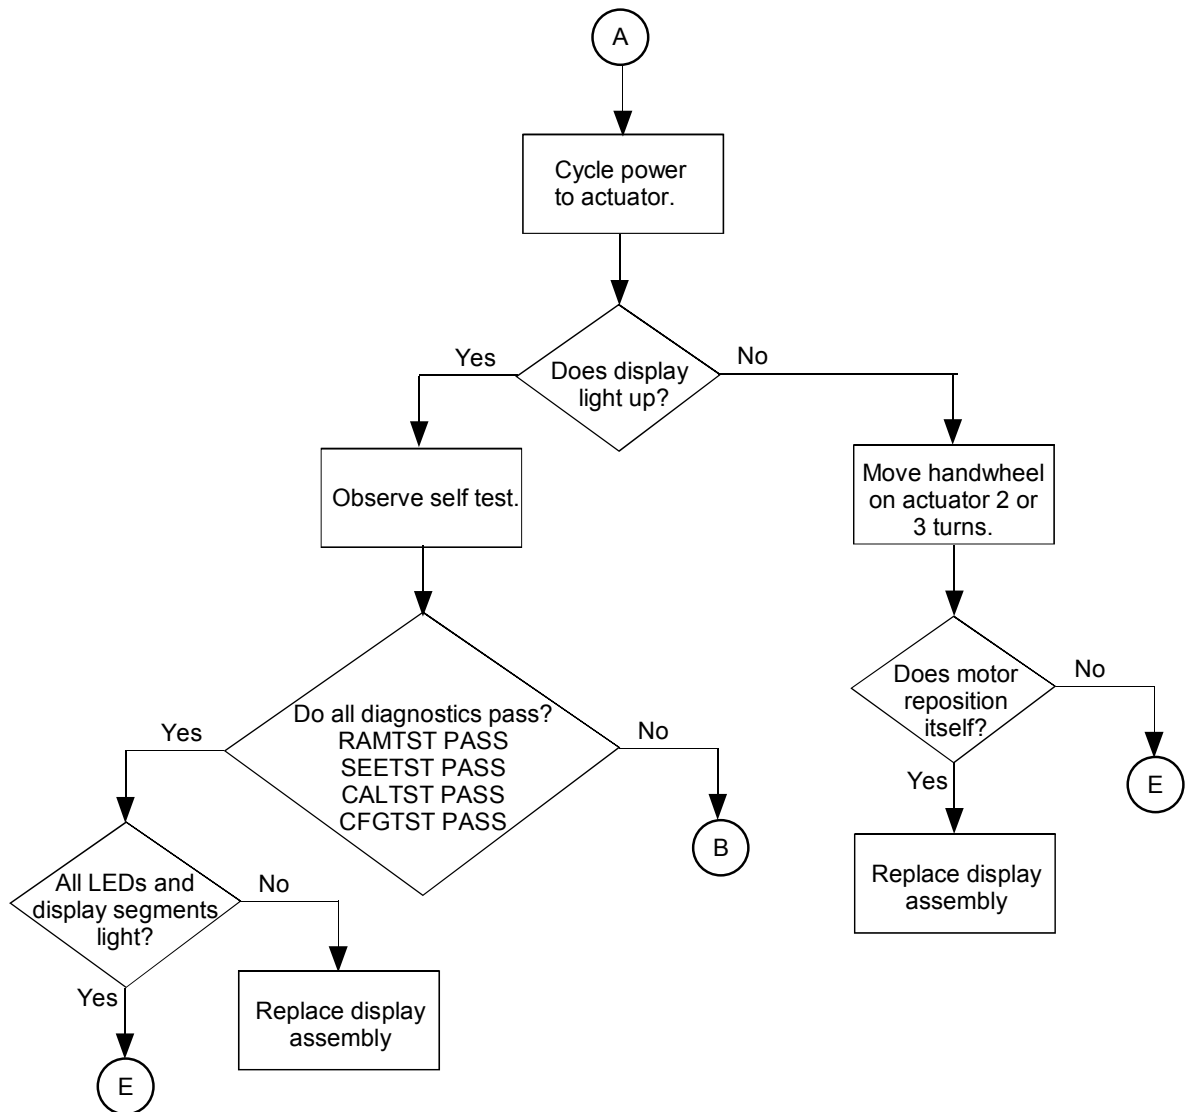 A
Cycle power
to actuator.
Yes
No
Does display
light up?
Observe self test.
Move handwheel
on actuator 2 or
3 turns.
Does motor
reposition
itself?
No
Yes
E
Replace display
assembly
Do all diagnostics pass?
RAMTST PASS
SEETST PASS
CALTST PASS
CFGTST PASS
Yes
No
B
All LEDs and
display segments
light?
No
Yes
Replace display
assembly
E